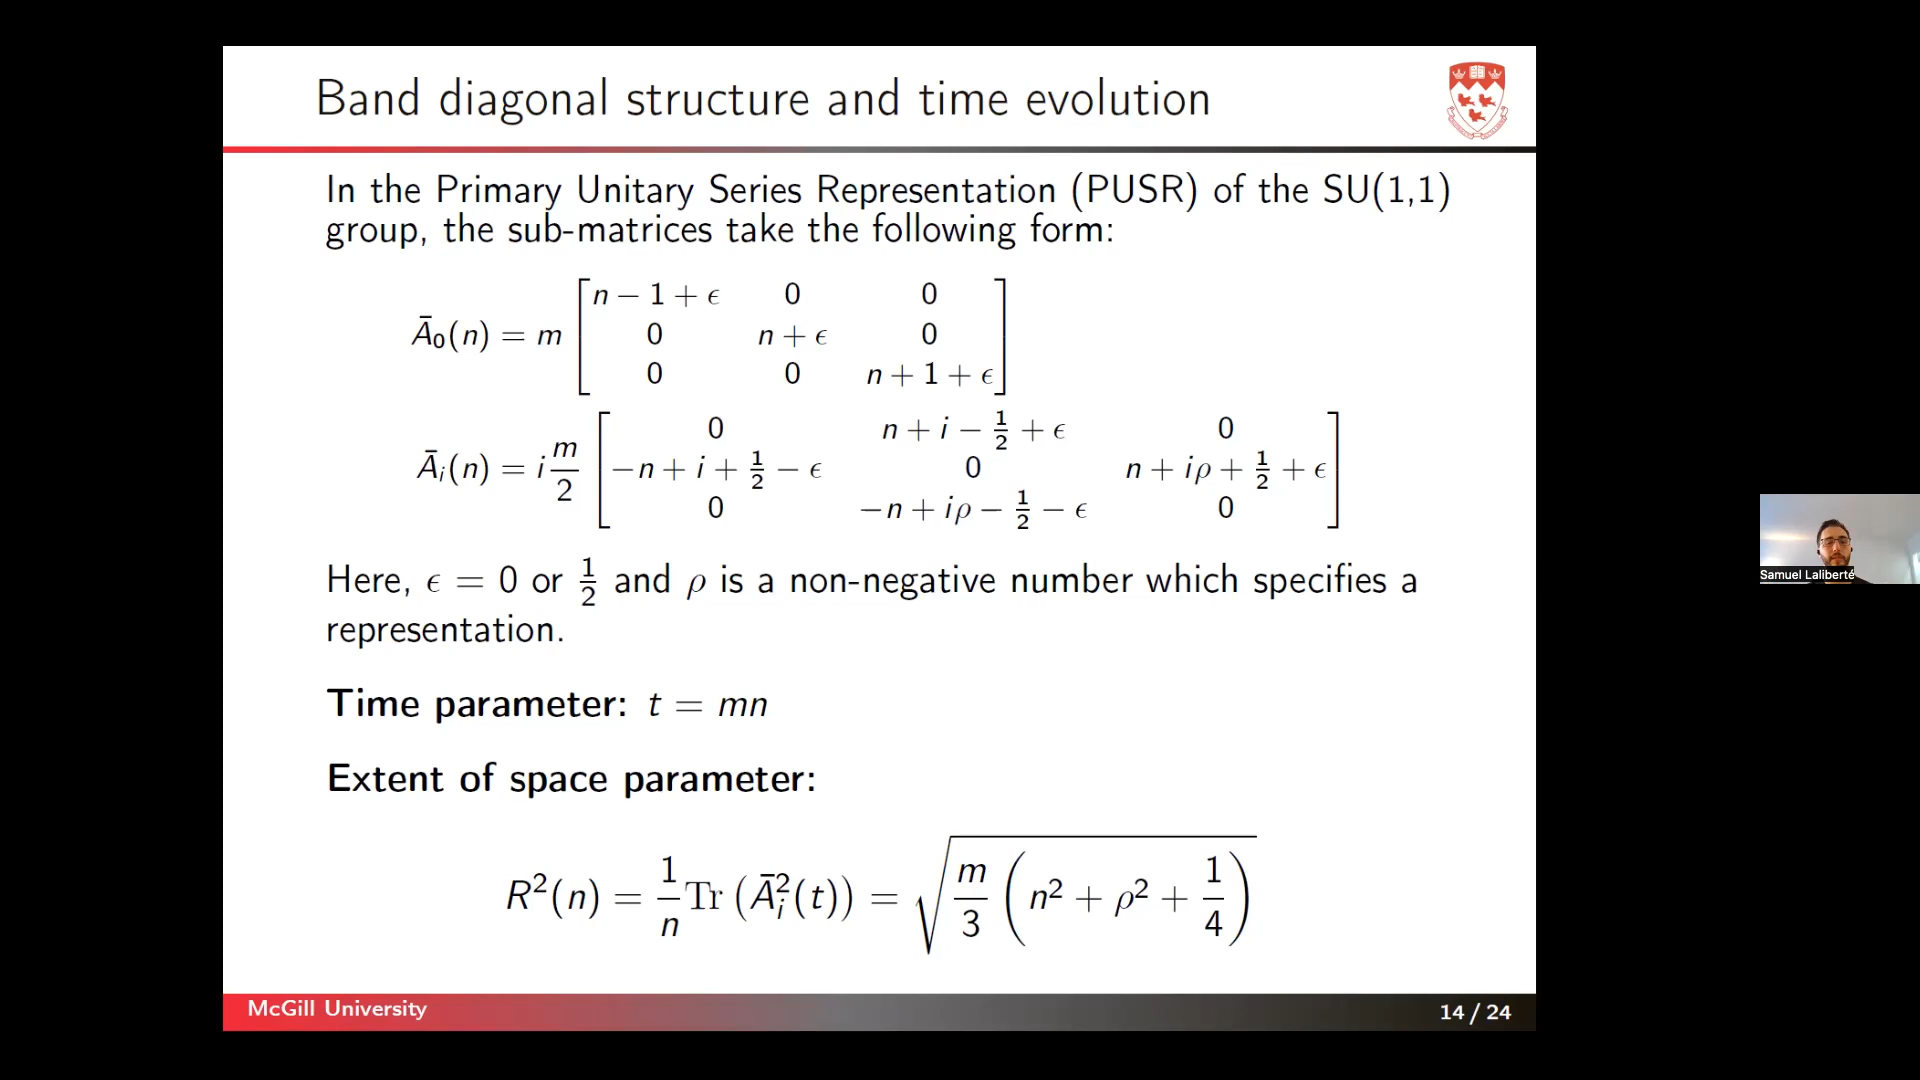 Band diagonal structure and time evolution
In the Primary Unitary Series Representation (PUSR) of the SU(1,1)
group, the sub-matrices take the following form:
Ā₀(n) = m [ n − 1 + ϵ 0 0
0 n + ϵ 0
0 0 n + 1 + ϵ ]
Āᵢ(n) = i m/2 [ 0 n + i − 1/2 + ϵ 0
−n + i + 1/2 − ϵ 0 n + iρ + 1/2 + ϵ
0 −n + iρ − 1/2 − ϵ 0 ]
Here, ϵ = 0 or 1/2 and ρ is a non-negative number which specifies a
representation.
Time parameter: t = mn
Extent of space parameter:
R²(n) = 1/n Tr (Āᵢ²(t)) = √( m/3 ( n² + ρ² + 1/4 ) )
McGill University
14 / 24
Samuel Laliberté